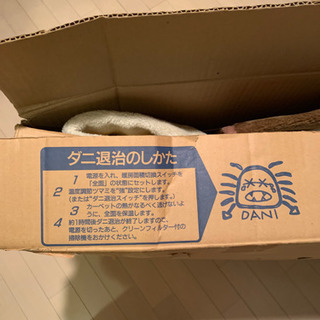 ダニ退治のしかた
1 電源を入れ、暖房面積切換スイッチを
「全面」の状態にセットします。
2 温度調節ツマミを"強"設定にします。
(または"ダニ退治スイッチ"を押します。)
3 カーペットの熱がなるべく逃げないよ
うに、全面を保温します。
4 約1時間後ダニ退治が終了しますので、
電源を切ったあと、クリーンフィルター付の
掃除機をおかけください。
DANI